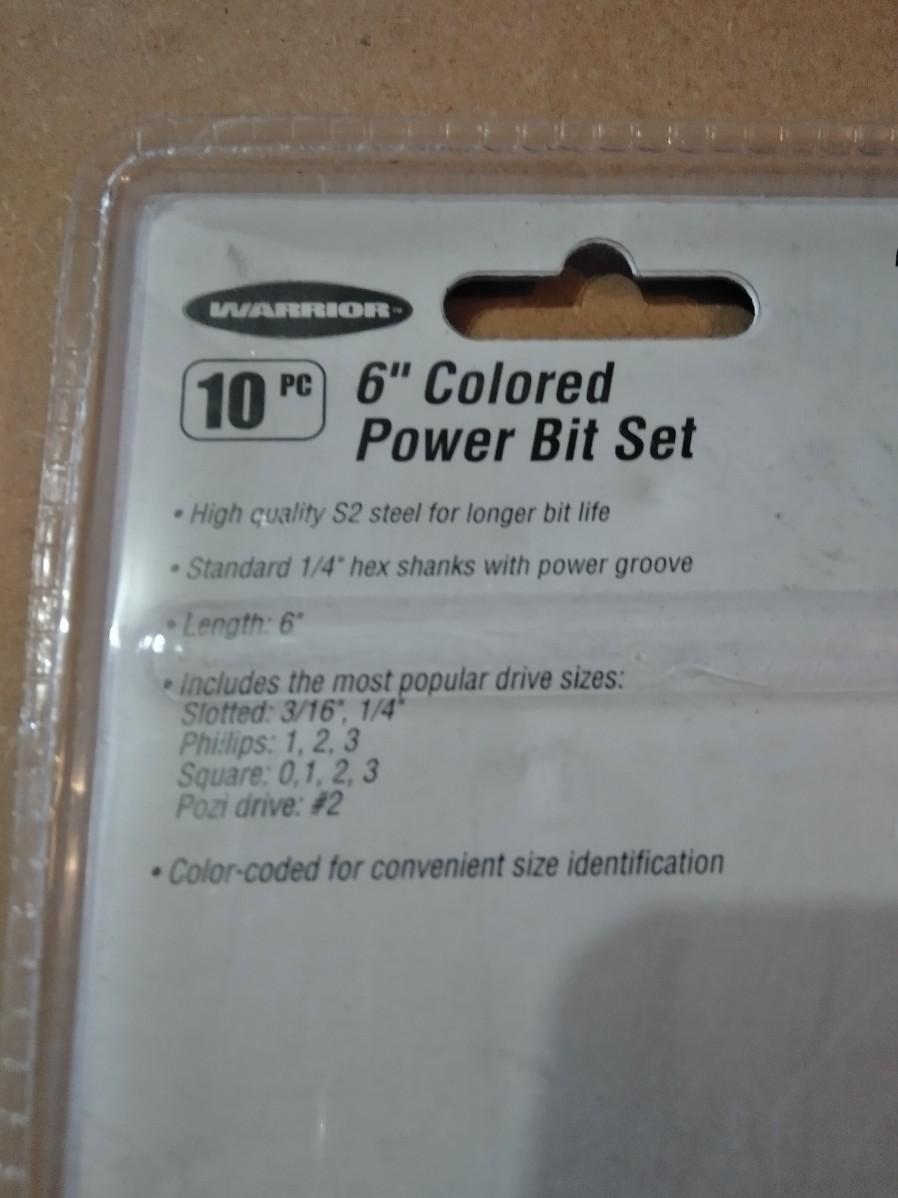 WARRIOR™
10 PC
6" Colored
Power Bit Set
• High quality S2 steel for longer bit life
• Standard 1/4" hex shanks with power groove
• Length: 6"
• Includes the most popular drive sizes:
Slotted: 3/16", 1/4"
Phillips: 1, 2, 3
Square: 0,1, 2, 3
Pozi drive: #2
• Color-coded for convenient size identification